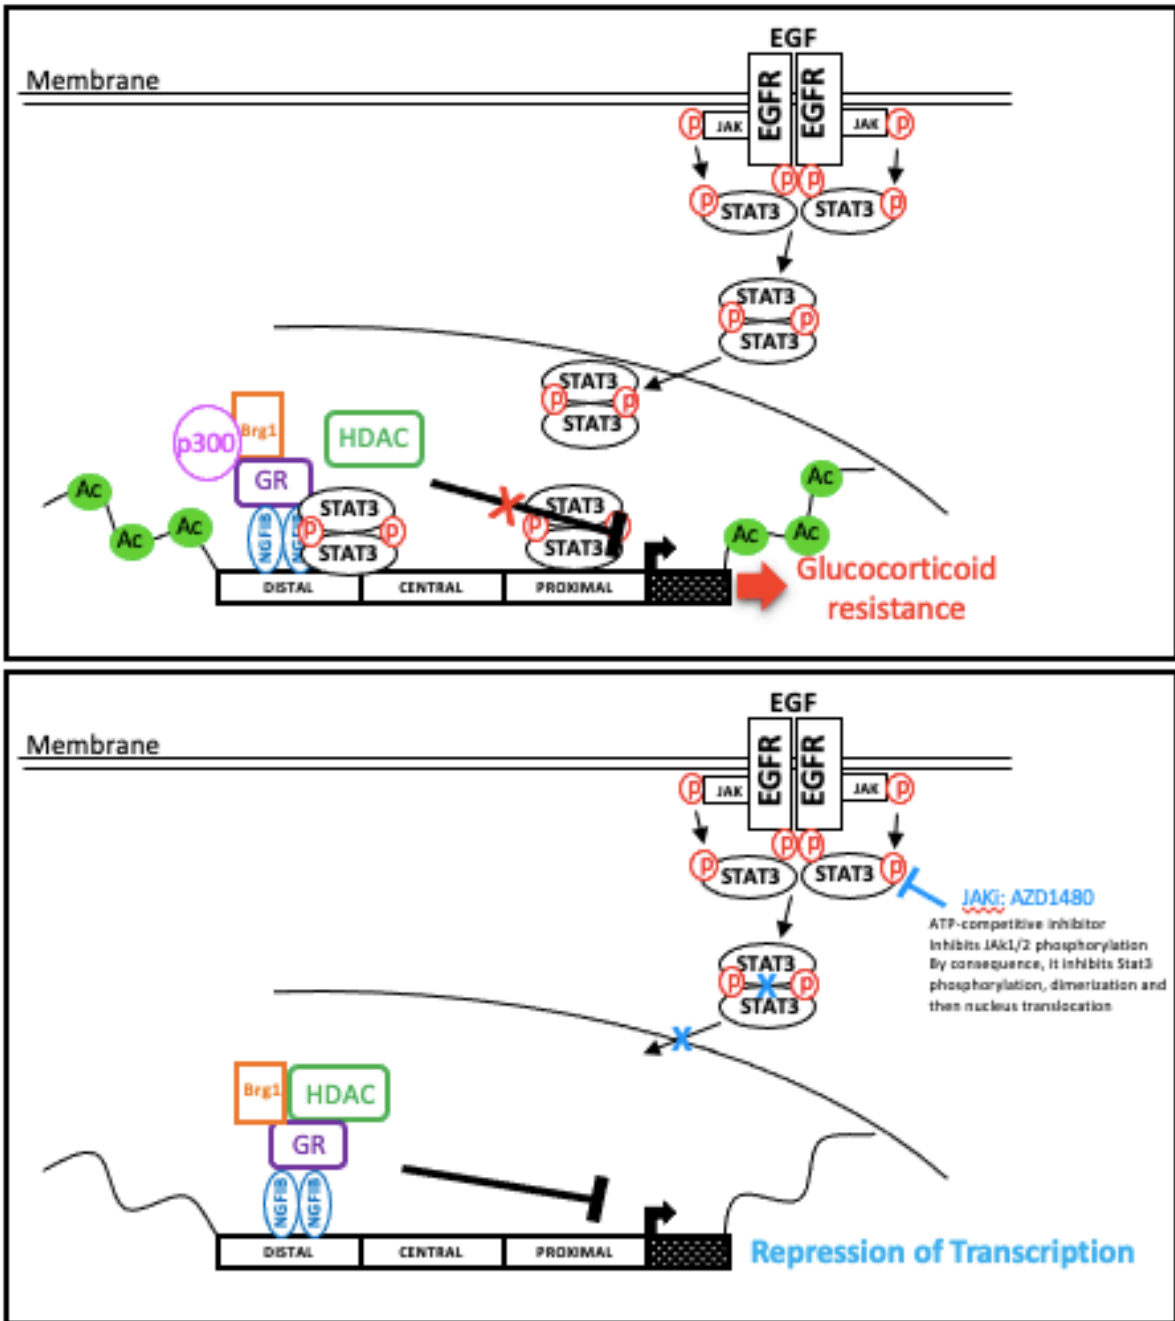 EGF
Membrane
EGFR
EGFR
P
JAK
JAK
P
P
P
P
STAT3
STAT3
P
STAT3
P
P
STAT3
STAT3
P
P
STAT3
p300
Brg1
HDAC
GR
Ac
Ac
Ac
NGFIB
STAT3
P
P
STAT3
STAT3
P
STAT3
Ac
Ac
Ac
DISTAL
CENTRAL
PROXIMAL
Glucocorticoid
resistance
EGF
Membrane
EGFR
EGFR
P
JAK
JAK
P
P
P
P
STAT3
STAT3
P
JAKi: AZD1480
ATP-competitive inhibitor
Inhibits JAk1/2 phosphorylation
By consequence, it inhibits Stat3
phosphorylation, dimerization and
then nucleus translocation
STAT3
P
P
STAT3
Brg1
HDAC
GR
NGFIB
NGFIB
DISTAL
CENTRAL
PROXIMAL
Repression of Transcription